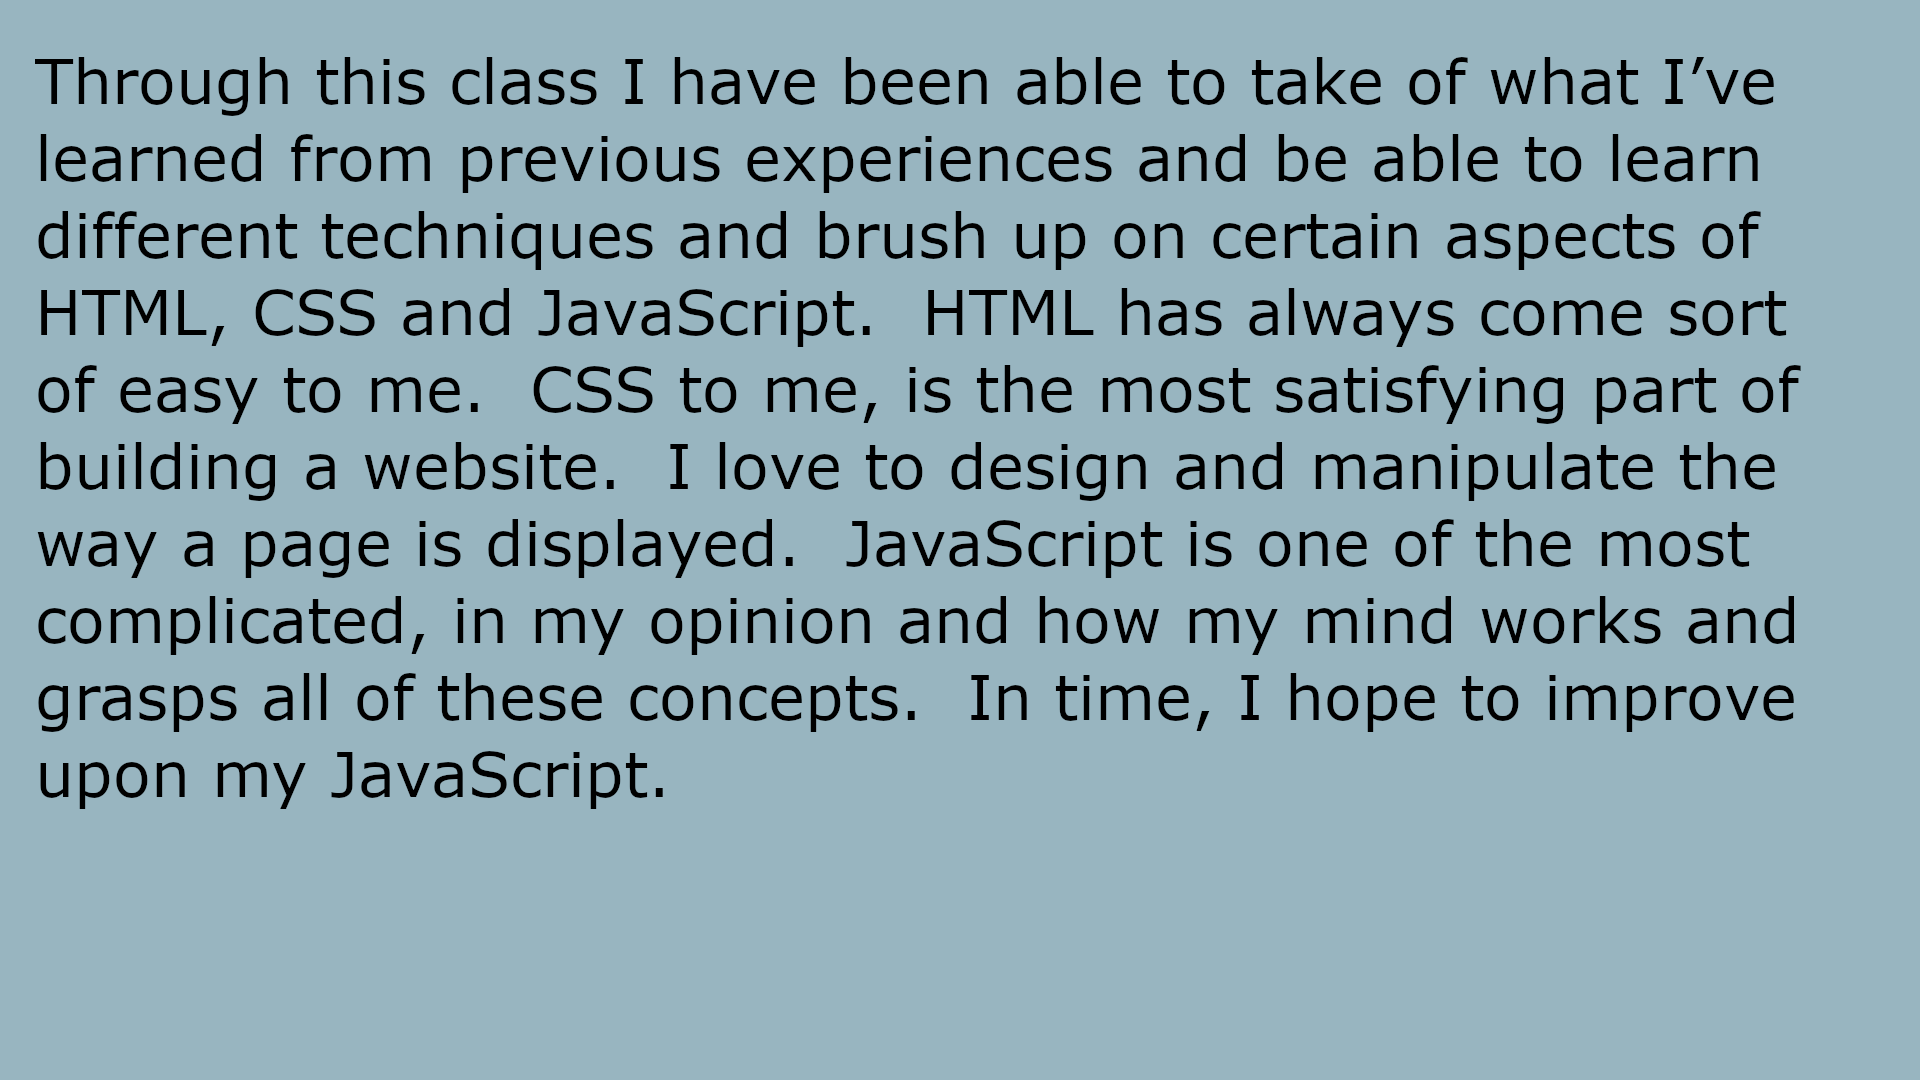 Through this class I have been able to take of what I’ve
learned from previous experiences and be able to learn
different techniques and brush up on certain aspects of
HTML, CSS and JavaScript.  HTML has always come sort
of easy to me.  CSS to me, is the most satisfying part of
building a website.  I love to design and manipulate the
way a page is displayed.  JavaScript is one of the most
complicated, in my opinion and how my mind works and
grasps all of these concepts.  In time, I hope to improve
upon my JavaScript.